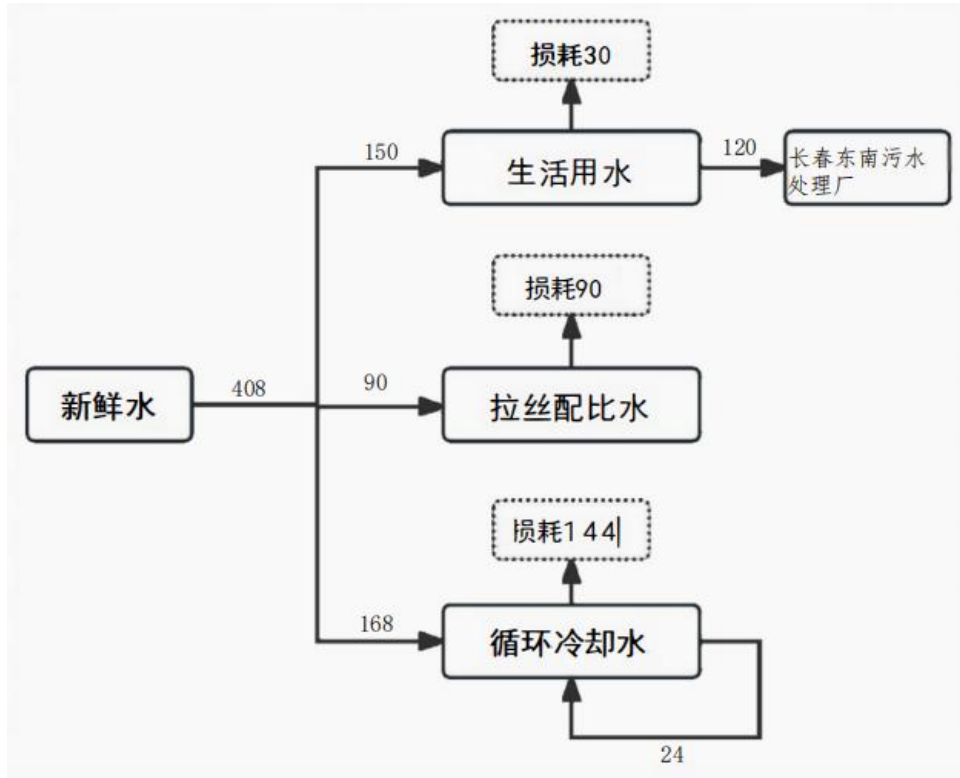 损耗30
150
生活用水
120
长春东南污水
处理厂
损耗90
新鲜水
408
90
拉丝配比水
损耗144
168
循环冷却水
24